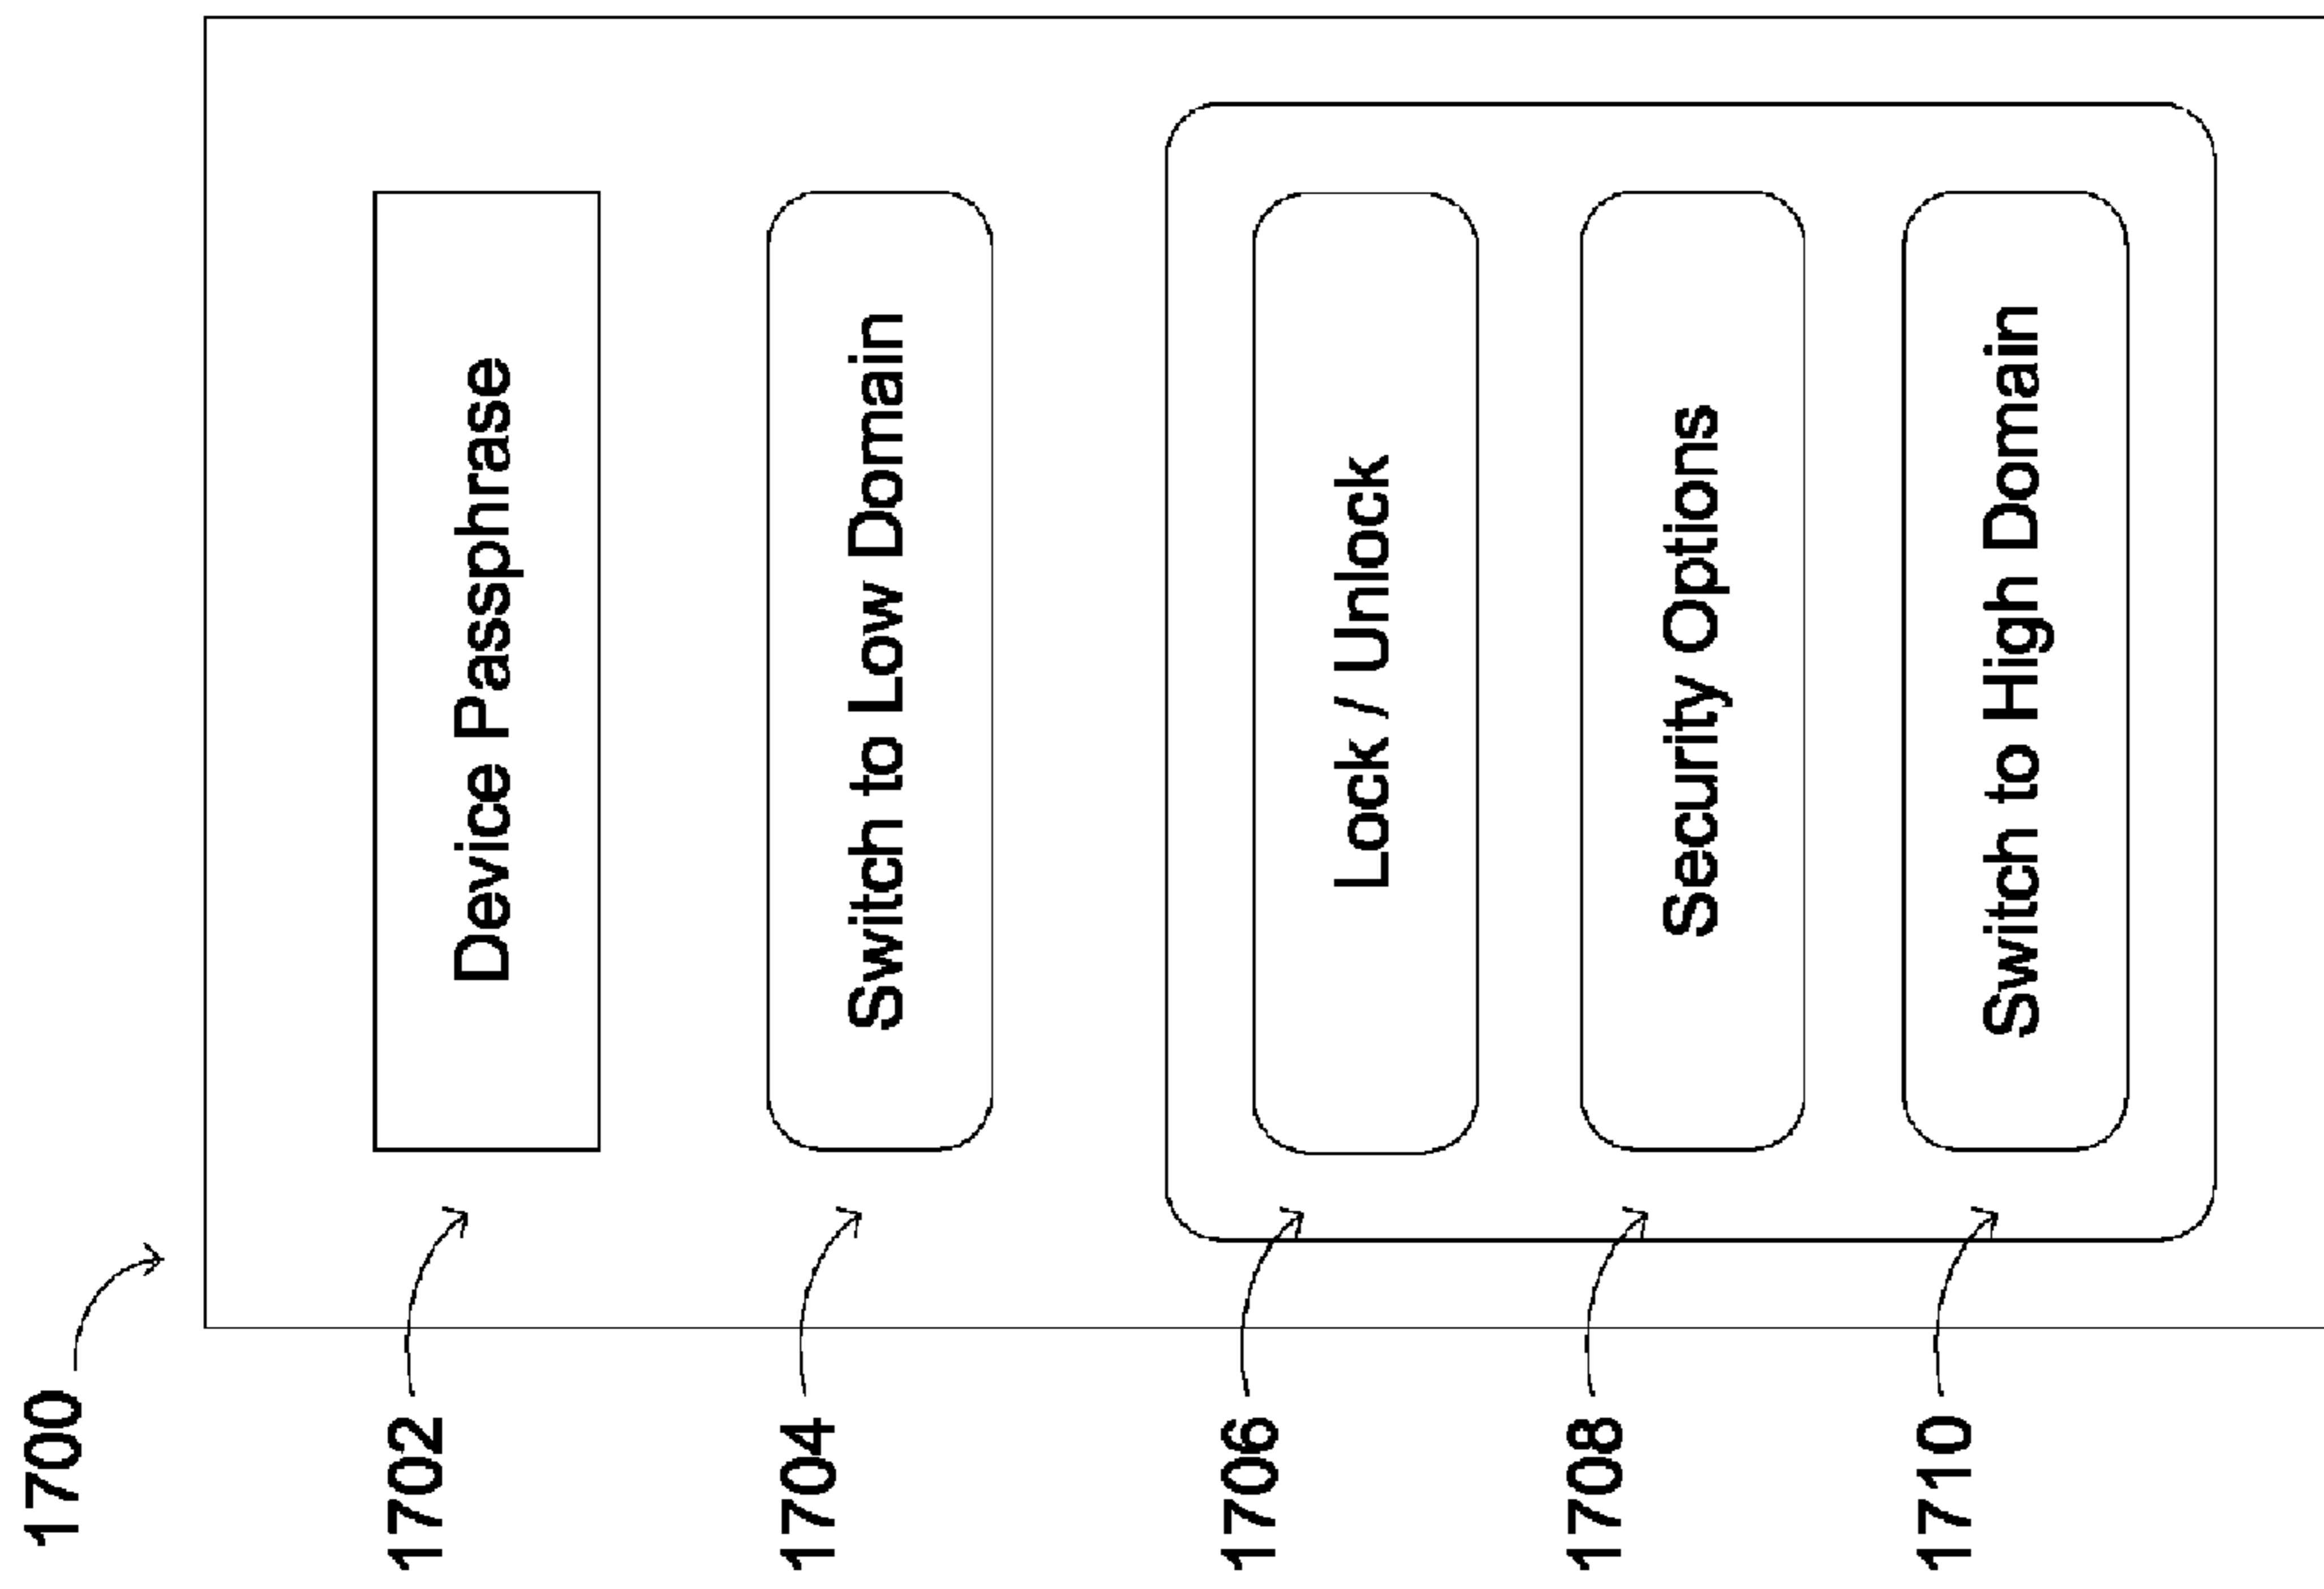 1700
1702
Device Passphrase
1704
Switch to Low Domain
1706
Lock / Unlock
1708
Security Options
1710
Switch to High Domain